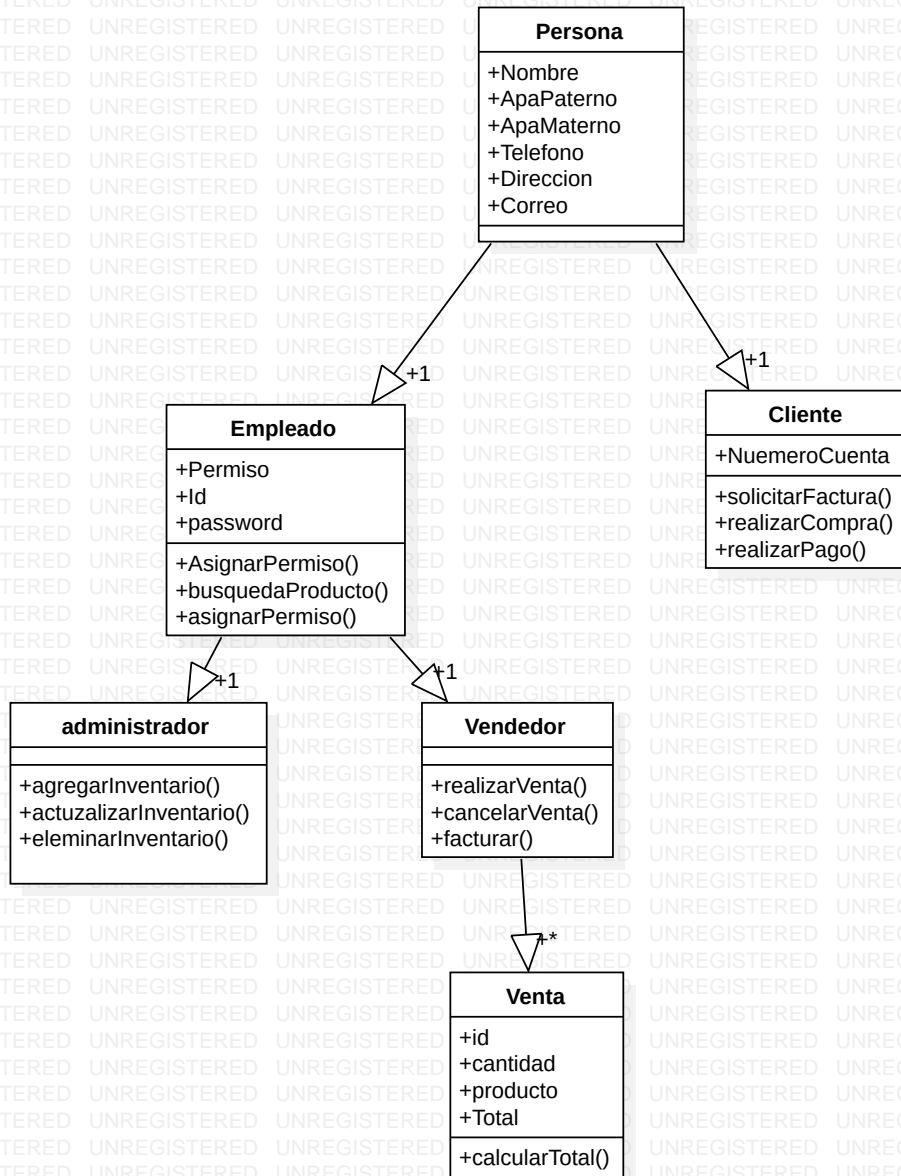 Persona
+Nombre
+ApaPaterno
+ApaMaterno
+Telefono
+Direccion
+Correo
+1
+1
Empleado
+Permiso
+Id
+password
+AsignarPermiso()
+busquedaProducto()
+asignarPermiso()
Cliente
+NuemeroCuenta
+solicitarFactura()
+realizarCompra()
+realizarPago()
+1
+1
administrador
+agregarInventario()
+actuzalizarInventario()
+eleminarInventario()
Vendedor
+realizarVenta()
+cancelarVenta()
+facturar()
+*
Venta
+id
+cantidad
+producto
+Total
+calcularTotal()
UNREGISTERED